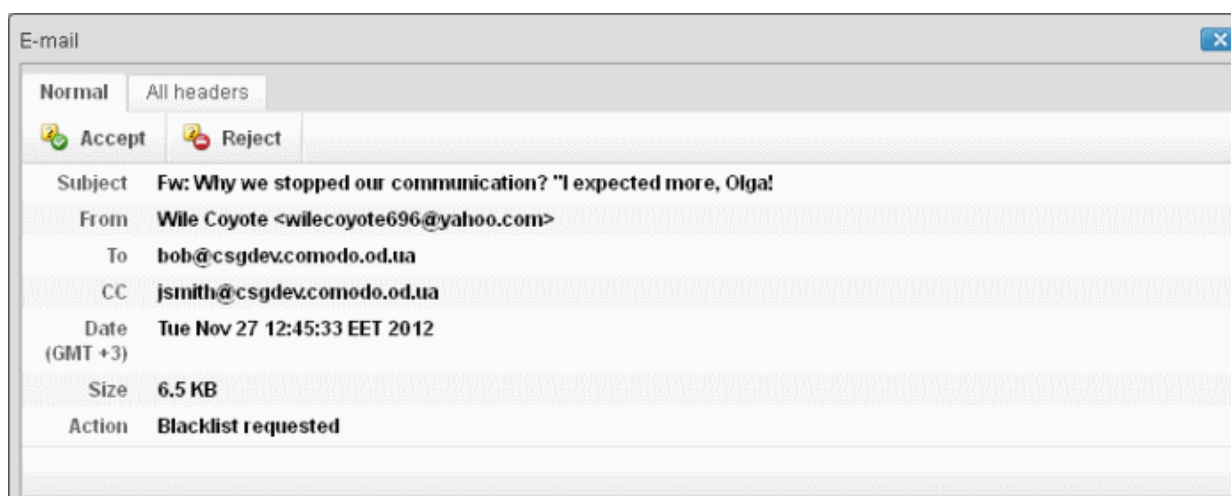 E-mail
Normal All headers
Accept Reject
Subject Fw: Why we stopped our communication? "I expected more, Olga!
From Wile Coyote <wilecoyote696@yahoo.com>
To bob@csgdev.comodo.od.ua
CC jsmith@csgdev.comodo.od.ua
Date Tue Nov 27 12:45:33 EET 2012
(GMT +3)
Size 6.5 KB
Action Blacklist requested